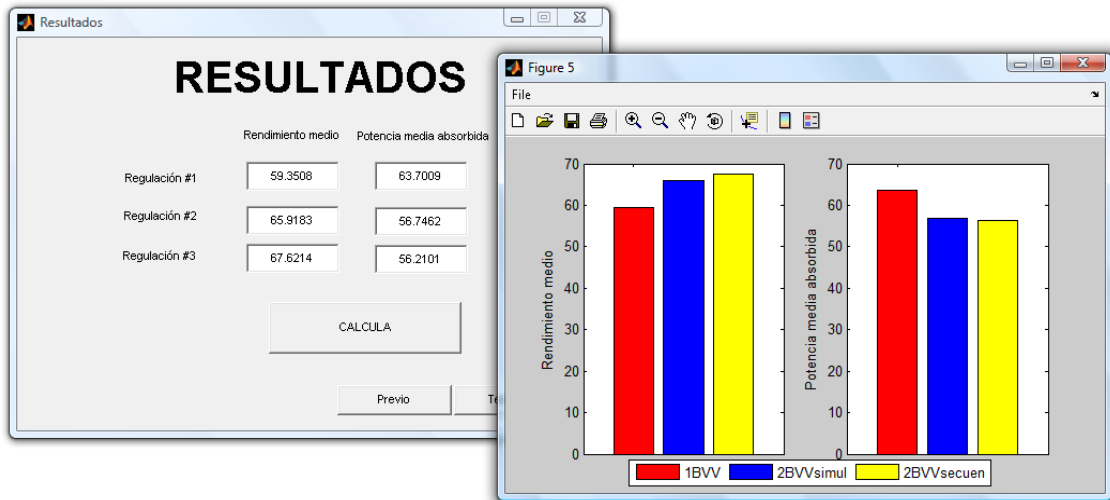 Resultados
RESULTADOS
Rendimiento medio Potencia media absorbida
Regulación #1 59.3508 63.7009
Regulación #2 65.9183 56.7462
Regulación #3 67.6214 56.2101
CALCULA
Previo
Figure 5
File
70
60
50
40
30
20
10
0
Rendimiento medio
70
60
50
40
30
20
10
0
Potencia media absorbida
1BVV 2BVVsimul 2BVVsecuen